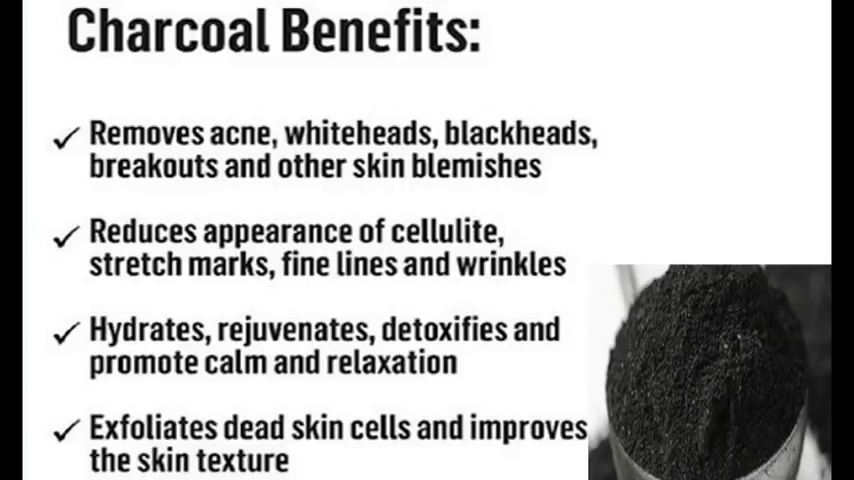 Charcoal Benefits:
✓ Removes acne, whiteheads, blackheads,
breakouts and other skin blemishes
✓ Reduces appearance of cellulite,
stretch marks, fine lines and wrinkles
✓ Hydrates, rejuvenates, detoxifies and
promote calm and relaxation
✓ Exfoliates dead skin cells and improves
the skin texture